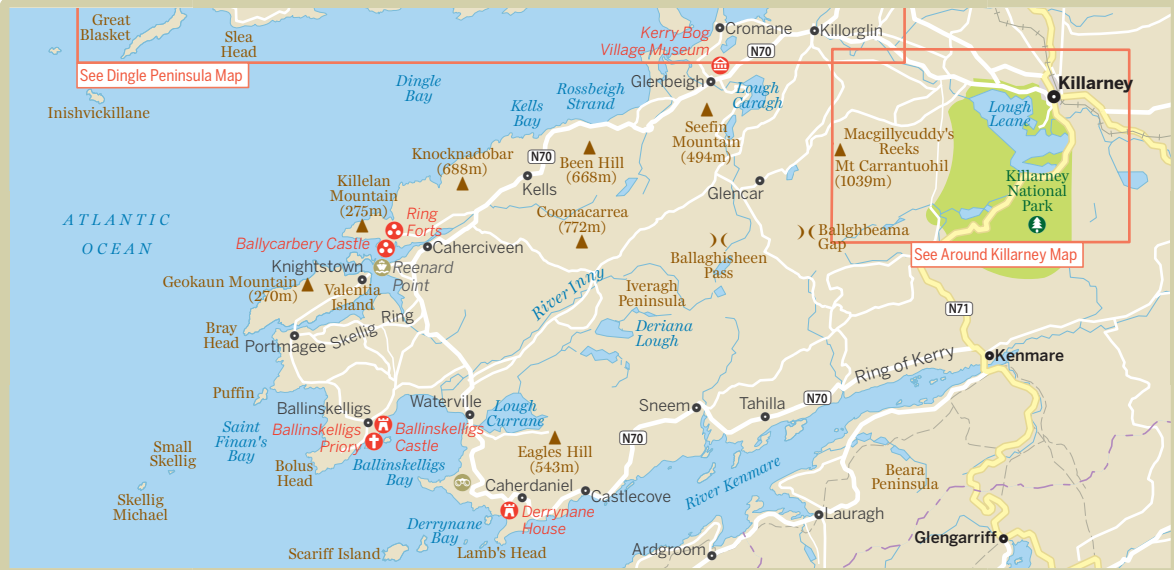 Great
Blasket
Slea
Head
Kerry Bog
Village Museum
Cromane
Killorglin
N70
See Dingle Peninsula Map
Inishvickillane
Dingle
Bay
Rossbeigh
Strand
Kells
Bay
Glenbeigh
Lough
Caragh
Killarney
Lough
Leane
Seefin
Mountain
(494m)
Macgillycuddy's
Reeks
Mt Carrantuohil
(1039m)
Knocknadobar
(688m)
N70
Been Hill
(668m)
Kells
Glencar
Killarney
National
Park
Killelan
Mountain
(275m)
Ring
Forts
Coomacarrea
(772m)
ATLANTIC
OCEAN
Ballycarbery Castle
Caherciveen
Ballaghisheen
Pass
Ballghbeama
Gap
See Around Killarney Map
Knightstown
Reenard
Point
Geokaun Mountain
(270m)
Valentia
Island
River Inny
Iveragh
Peninsula
N71
Bray
Head
Portmagee
Skellig Ring
Deriana
Lough
Kenmare
Ring of Kerry
Puffin
Ballinskelligs
Waterville
Lough
Currane
Sneem
Tahilla
N70
Ballinskelligs
Priory
Ballinskelligs
Castle
N70
Saint
Finan's
Bay
Small
Skellig
Bolus
Head
Ballinskelligs
Bay
Eagles Hill
(543m)
Beara
Peninsula
Skellig
Michael
Caherdaniel
Castlecove
River Kenmare
Derrynane
House
Lauragh
Derrynane
Bay
Glengarriff
Scariff Island
Lamb's Head
Ardgroom